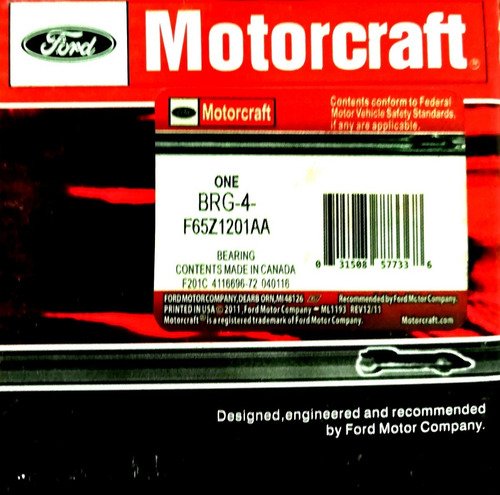 Ford
Motorcraft®
Motorcraft
Contents conform to Federal
Motor Vehicle Safety Standards,
if any are applicable.
ONE
BRG-4-
F65Z1201AA
BEARING
CONTENTS MADE IN CANADA
F201C 4116696-72 040116
0 31508 57733 6
FORD MOTOR COMPANY, DEARBORN, MI 48126
Recommended by Ford Motor Company.
PRINTED IN USA © 2011, Ford Motor Company • ML1193 REV12/11
Motorcraft® is a registered trademark of Ford Motor Company.
Motorcraft.com
Designed, engineered and recommended
by Ford Motor Company.